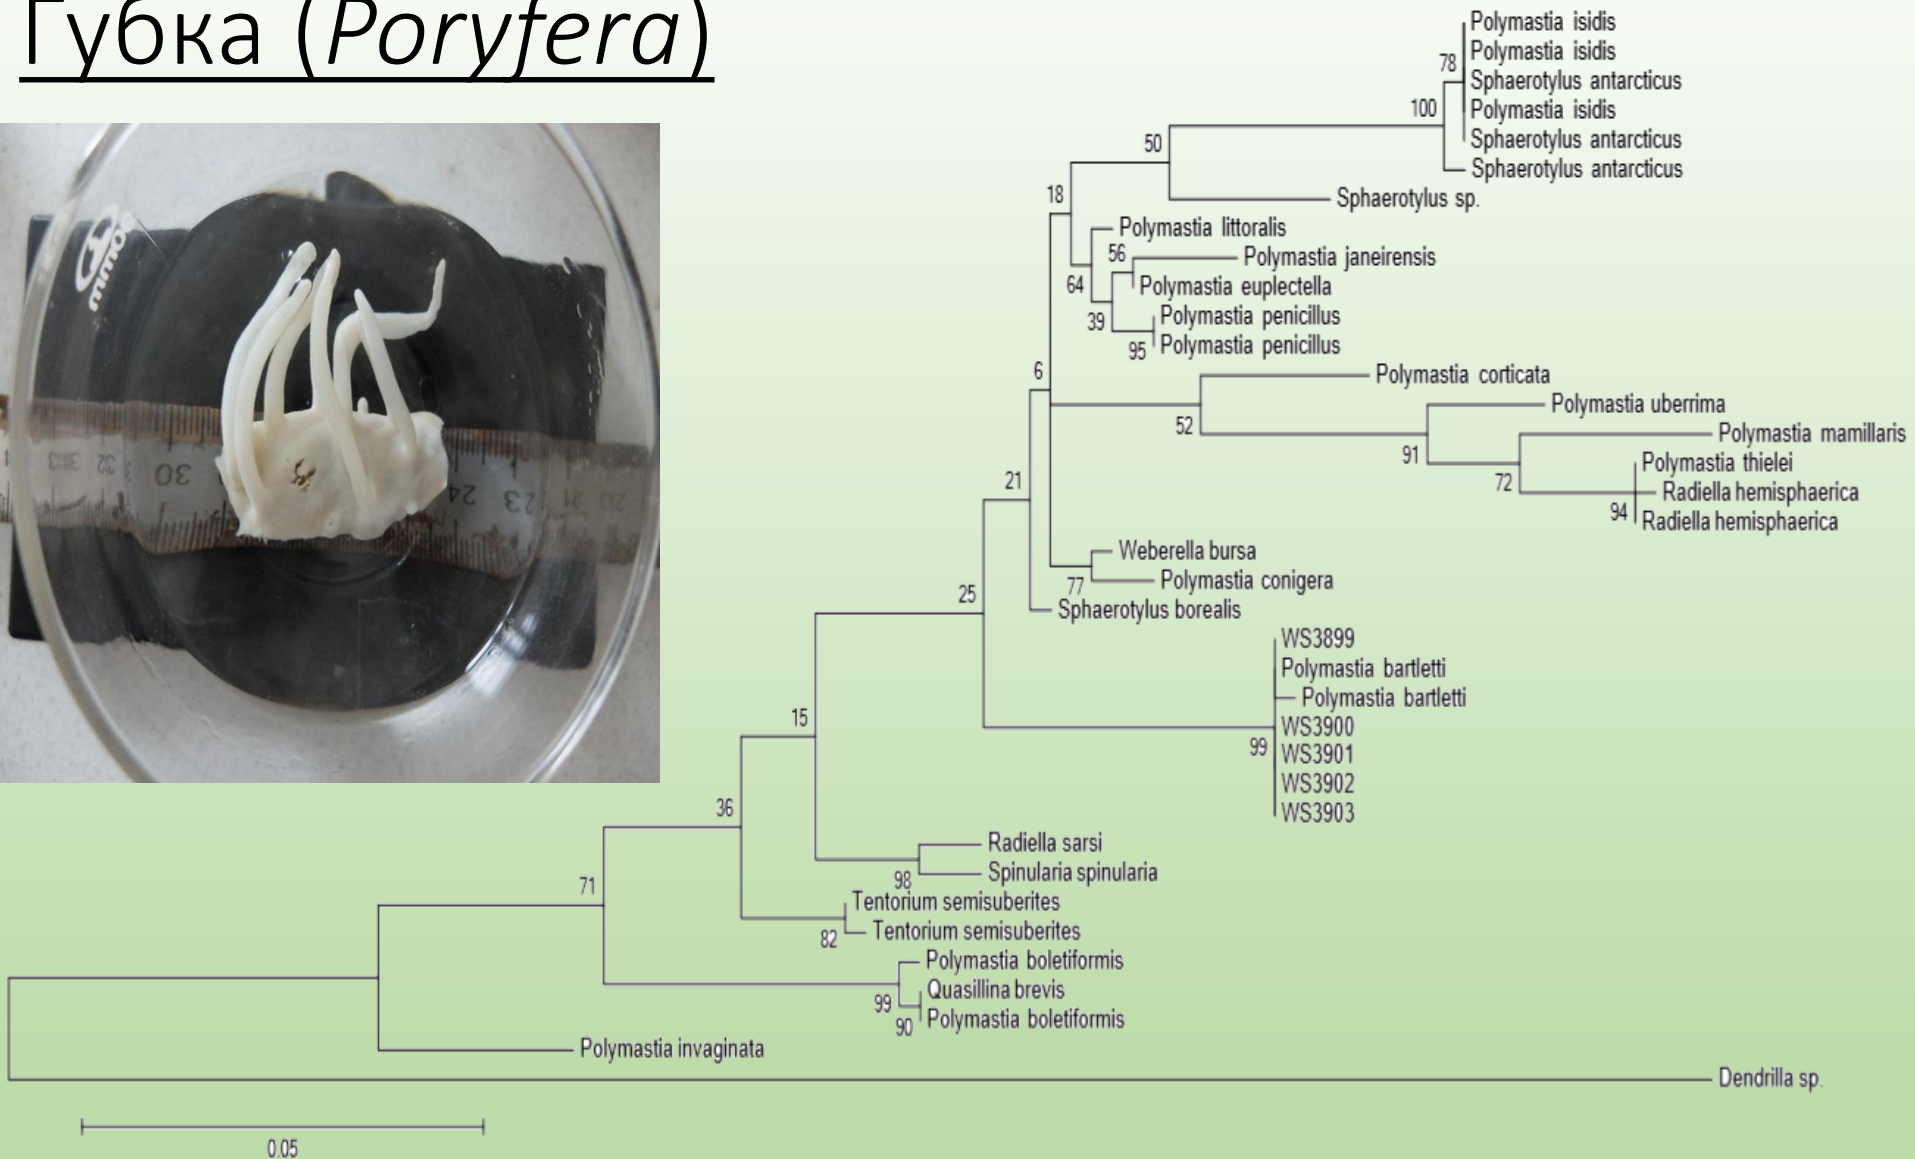 Губка (Poryfera)
Polymastia isidis
Polymastia isidis
78
Sphaerotylus antarcticus
100
Polymastia isidis
Sphaerotylus antarcticus
50
Sphaerotylus antarcticus
18
Sphaerotylus sp.
Polymastia littoralis
56
Polymastia janeirensis
64
Polymastia euplectella
39
Polymastia penicillus
95
Polymastia penicillus
6
Polymastia corticata
Polymastia uberrima
52
Polymastia mamillaris
91
Polymastia thielei
21
72
Radiella hemisphaerica
94
Radiella hemisphaerica
Weberella bursa
77
Polymastia conigera
25
Sphaerotylus borealis
WS3899
Polymastia bartletti
Polymastia bartletti
15
WS3900
99
WS3901
WS3902
36
WS3903
Radiella sarsi
98
Spinularia spinularia
71
Tentorium semisuberites
82
Tentorium semisuberites
Polymastia boletiformis
99
Quasillina brevis
90
Polymastia boletiformis
Polymastia invaginata
Dendrilla sp.
0.05
30
24
23
21
32